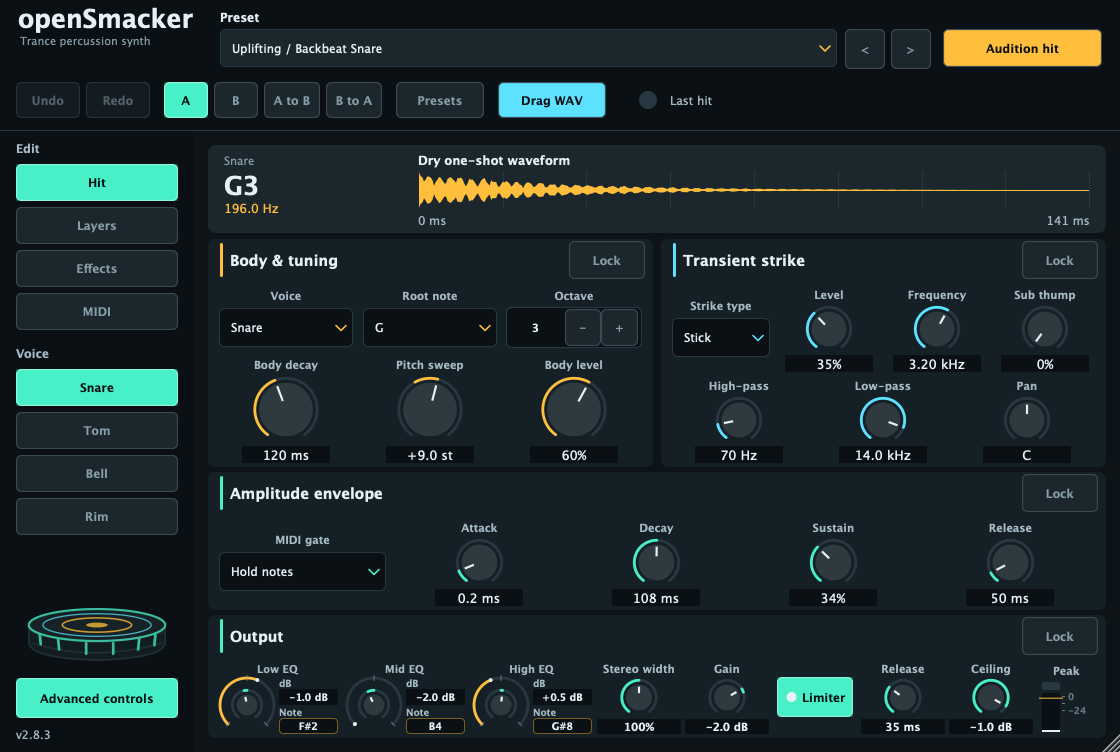 openSmacker
Trance percussion synth
Preset
Uplifting / Backbeat Snare
<
>
Audition hit
Undo
Redo
A
B
A to B
B to A
Presets
Drag WAV
Last hit
Edit
Hit
Layers
Effects
MIDI
Voice
Snare
Tom
Bell
Rim
Advanced controls
v2.8.3
Snare
G3
196.0 Hz
Dry one-shot waveform
0 ms
141 ms
Body & tuning
Lock
Voice
Root note
Octave
Snare
G
3
-
+
Body decay
Pitch sweep
Body level
120 ms
+9.0 st
60%
Transient strike
Lock
Strike type
Level
Frequency
Sub thump
Stick
35%
3.20 kHz
0%
High-pass
Low-pass
Pan
70 Hz
14.0 kHz
C
Amplitude envelope
Lock
MIDI gate
Attack
Decay
Sustain
Release
Hold notes
0.2 ms
108 ms
34%
50 ms
Output
Lock
Low EQ
dB
-1.0 dB
Note
F#2
Mid EQ
dB
-2.0 dB
Note
B4
High EQ
dB
+0.5 dB
Note
G#8
Stereo width
100%
Gain
-2.0 dB
Limiter
Release
35 ms
Ceiling
-1.0 dB
Peak
0
-24